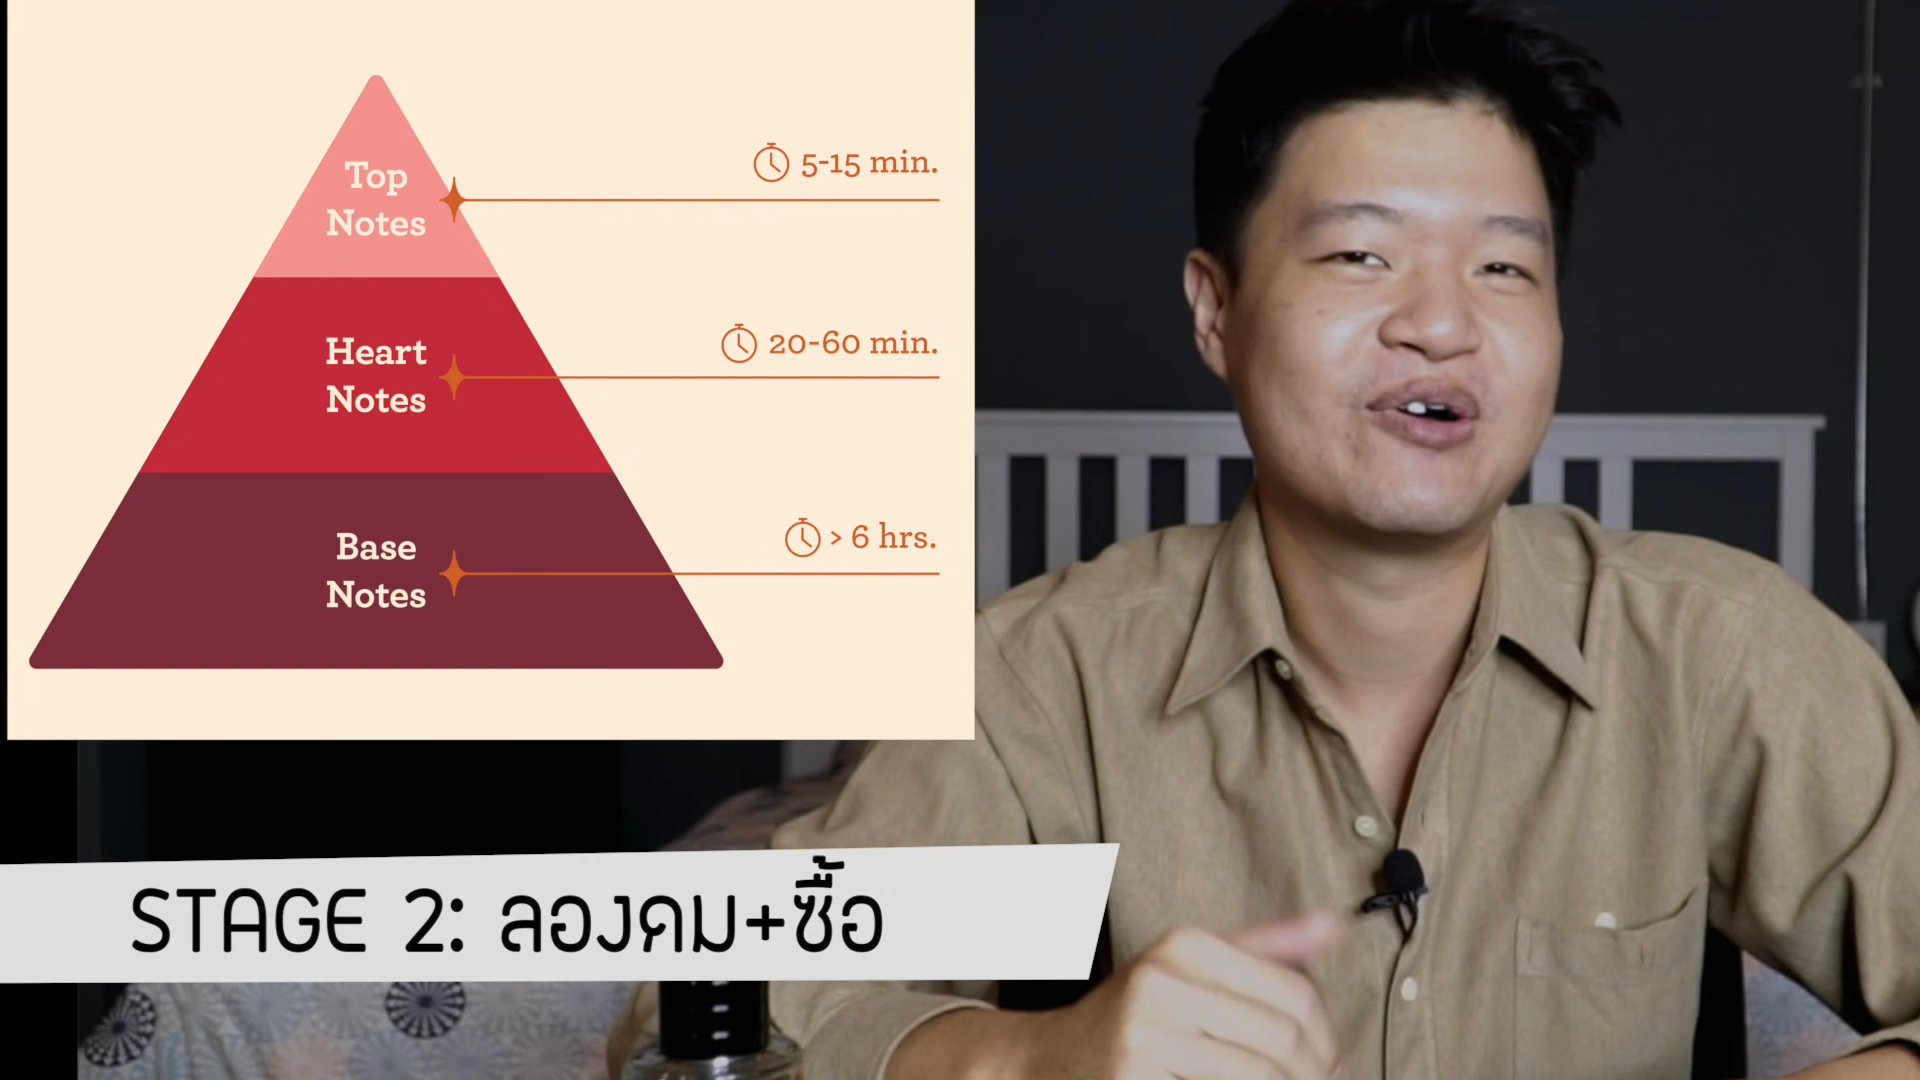 Top
Notes
5-15 min.
Heart
Notes
20-60 min.
Base
Notes
> 6 hrs.
STAGE 2: ลองดม+ซื้อ